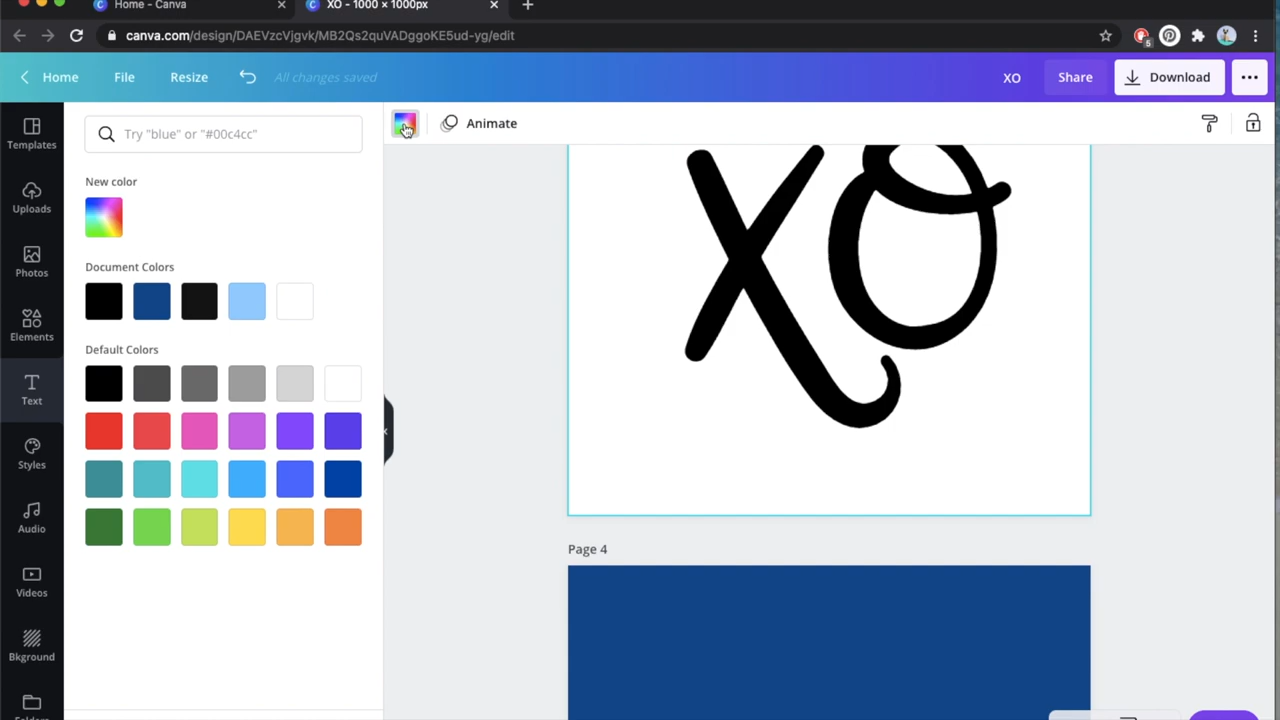 Home - Canva
XO - 1000 × 1000px
canva.com/design/DAEVzcVjgvk/MB2Qs2quVADggoKE5ud-yg/edit
5
Home
File
Resize
All changes saved
XO
Share
Download
Templates
Uploads
Photos
Elements
Text
Styles
Audio
Videos
Bkground
Folders
Try "blue" or "#00c4cc"
New color
Document Colors
Default Colors
Animate
XO
Page 4